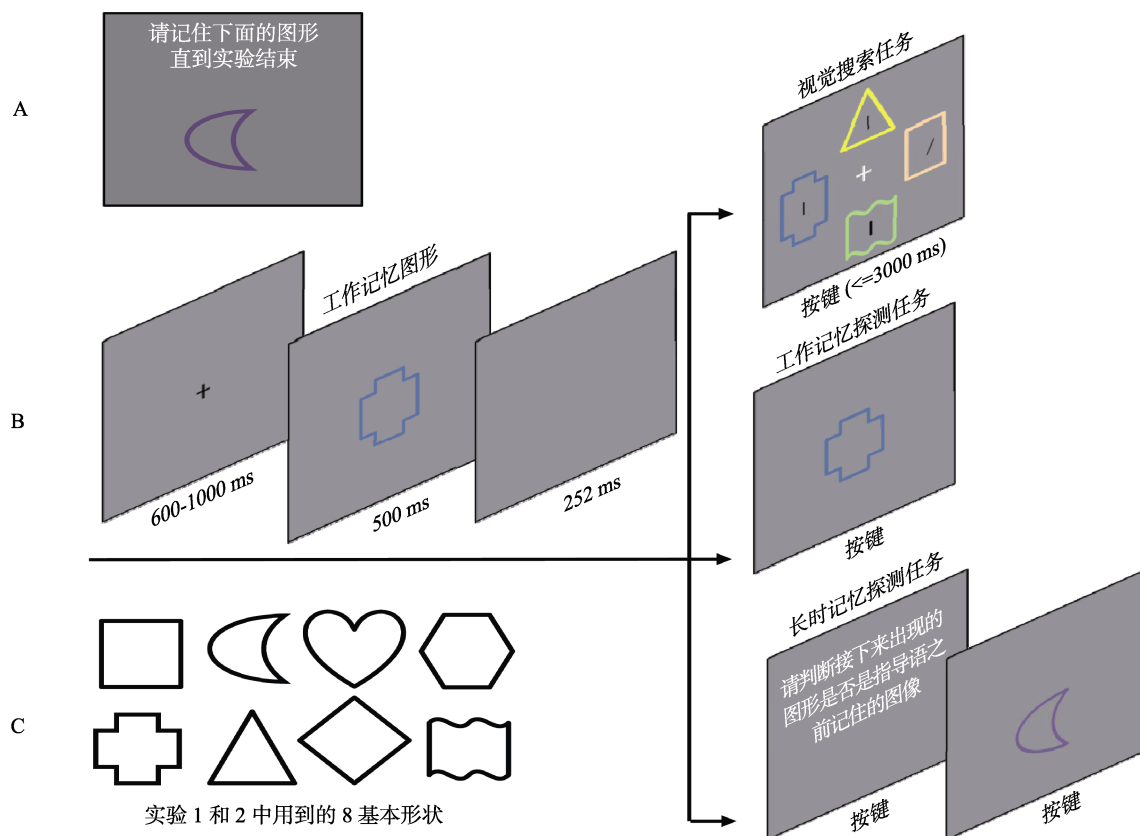 A
请记住下面的图形
直到实验结束
视觉搜索任务
按键 (<=3000 ms)
B
600-1000 ms
工作记忆图形
500 ms
252 ms
工作记忆探测任务
按键
长时记忆探测任务
请判断接下来出现的
图形是否是指导语之
前记住的图像
按键
按键
C
实验 1 和 2 中用到的 8 基本形状